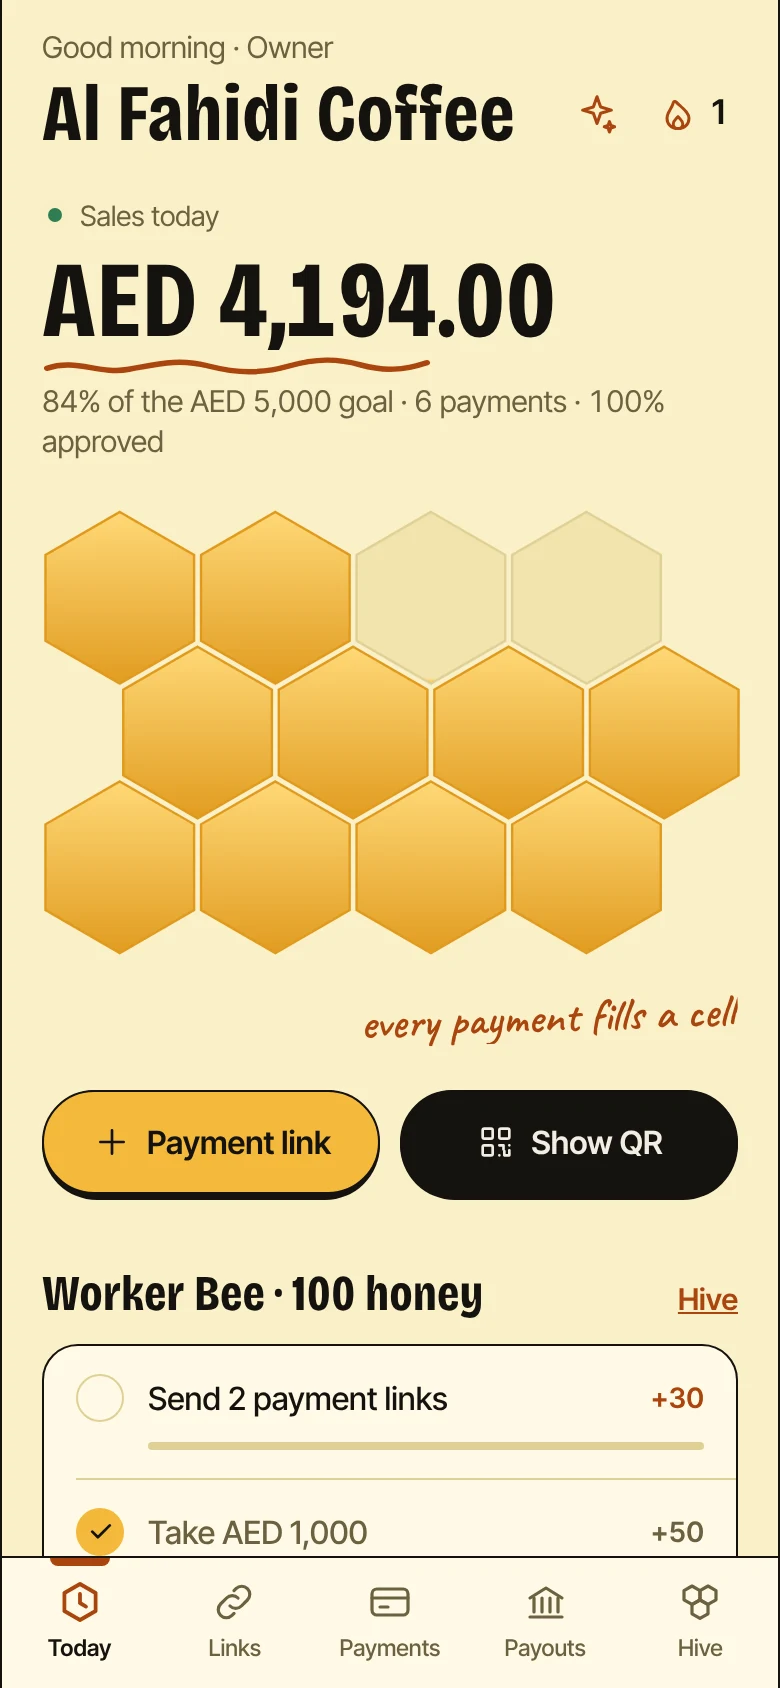 Good morning · Owner
Al Fahidi Coffee
1
Sales today
AED 4,194.00
84% of the AED 5,000 goal · 6 payments · 100%
approved
every payment fills a cell
Payment link
Show QR
Worker Bee · 100 honey
Hive
Send 2 payment links
+30
Take AED 1,000
+50
Today
Links
Payments
Payouts
Hive